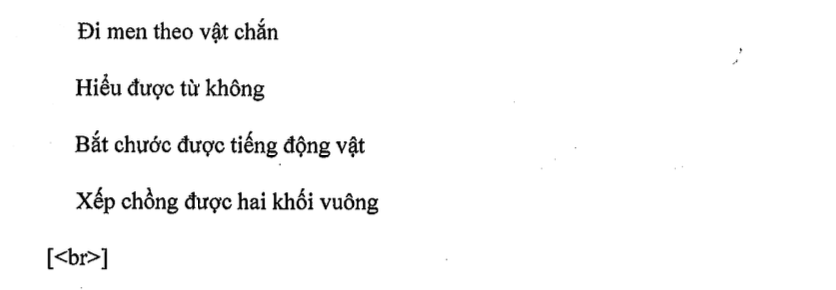 Đi men theo vật chắn
Hiểu được từ không
Bắt chước được tiếng động vật
Xếp chồng được hai khối vuông
[<br>]